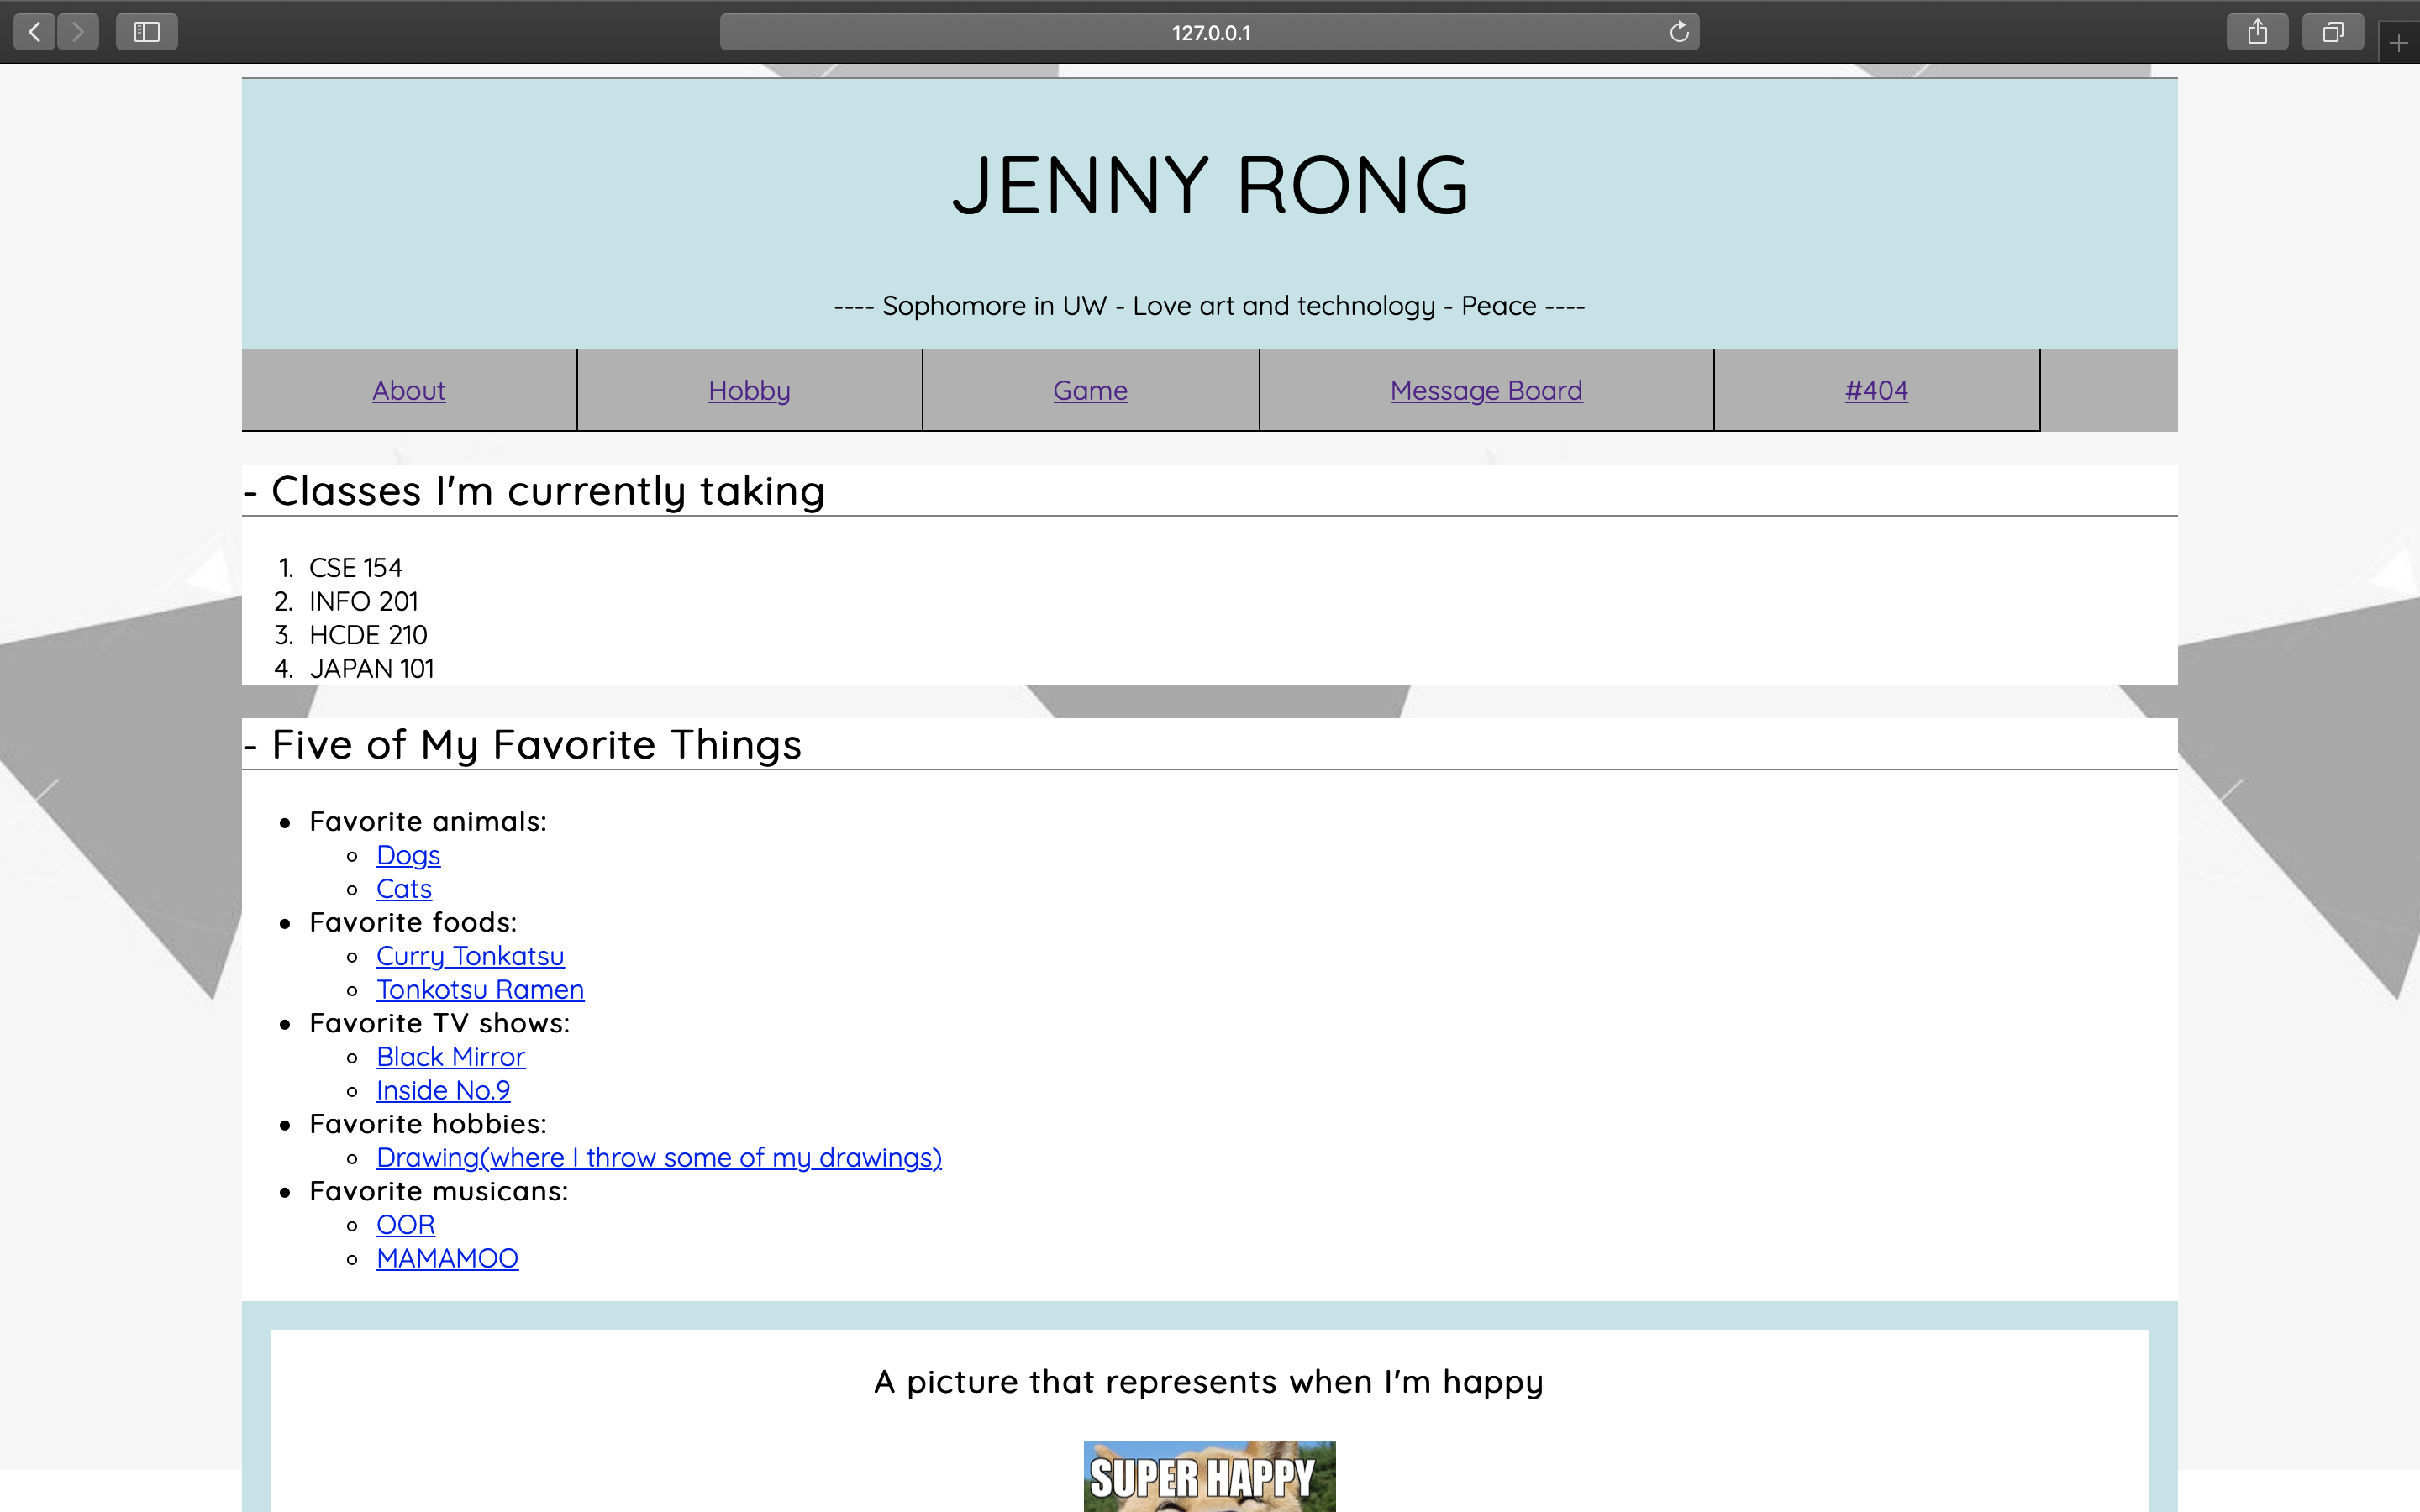 127.0.0.1
JENNY RONG
---- Sophomore in UW - Love art and technology - Peace ----
About Hobby Game Message Board #404
- Classes I'm currently taking
1. CSE 154
2. INFO 201
3. HCDE 210
4. JAPAN 101
- Five of My Favorite Things
Favorite animals:
Dogs
Cats
Favorite foods:
Curry Tonkatsu
Tonkotsu Ramen
Favorite TV shows:
Black Mirror
Inside No.9
Favorite hobbies:
Drawing(where I throw some of my drawings)
Favorite musicans:
OOR
MAMAMOO
A picture that represents when I'm happy
SUPER HAPPY